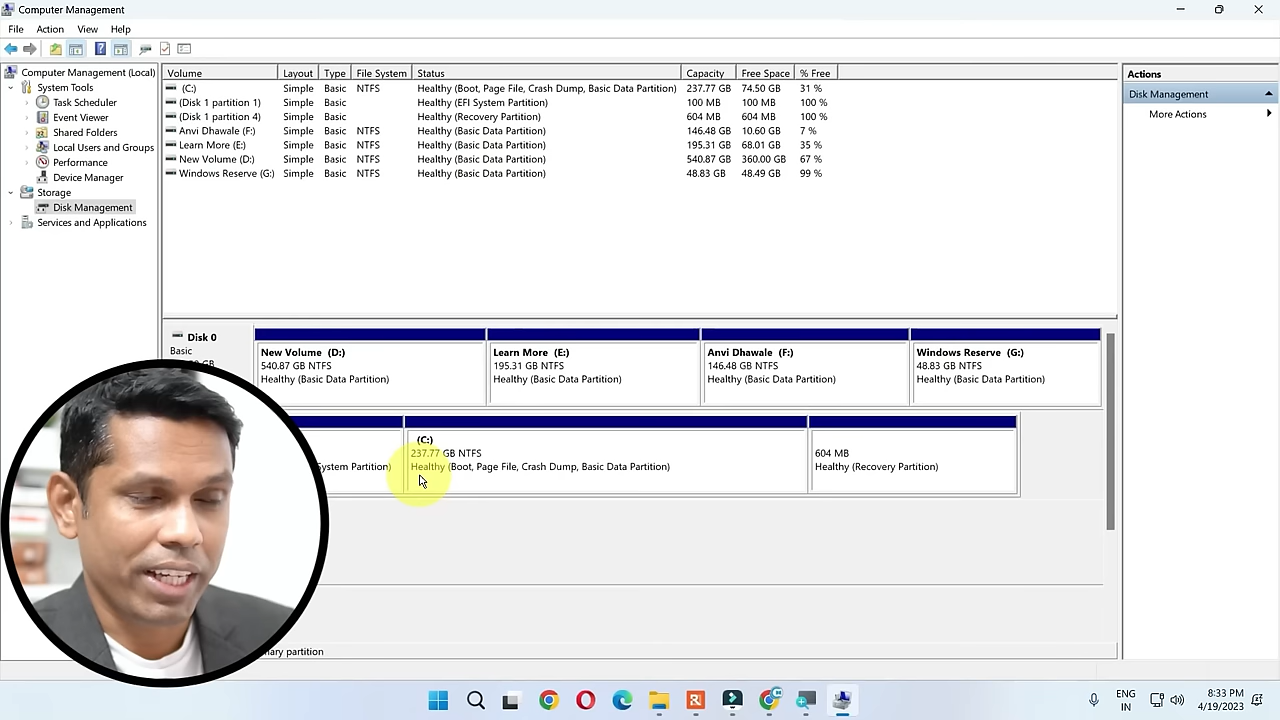 Computer Management
File Action View Help
Computer Management (Local)
System Tools
Task Scheduler
Event Viewer
Shared Folders
Local Users and Groups
Performance
Device Manager
Storage
Disk Management
Services and Applications
Volume Layout Type File System Status Capacity Free Space % Free
(C:) Simple Basic NTFS Healthy (Boot, Page File, Crash Dump, Basic Data Partition) 237.77 GB 74.50 GB 31 %
(Disk 1 partition 1) Simple Basic Healthy (EFI System Partition) 100 MB 100 MB 100 %
(Disk 1 partition 4) Simple Basic Healthy (Recovery Partition) 604 MB 604 MB 100 %
Anvi Dhawale (F:) Simple Basic NTFS Healthy (Basic Data Partition) 146.48 GB 10.60 GB 7 %
Learn More (E:) Simple Basic NTFS Healthy (Basic Data Partition) 195.31 GB 68.01 GB 35 %
New Volume (D:) Simple Basic NTFS Healthy (Basic Data Partition) 540.87 GB 360.00 GB 67 %
Windows Reserve (G:) Simple Basic NTFS Healthy (Basic Data Partition) 48.83 GB 48.49 GB 99 %
Actions
Disk Management
More Actions
Disk 0
Basic
New Volume (D:)
540.87 GB NTFS
Healthy (Basic Data Partition)
Learn More (E:)
195.31 GB NTFS
Healthy (Basic Data Partition)
Anvi Dhawale (F:)
146.48 GB NTFS
Healthy (Basic Data Partition)
Windows Reserve (G:)
48.83 GB NTFS
Healthy (Basic Data Partition)
System Partition)
(C:)
237.77 GB NTFS
Healthy (Boot, Page File, Crash Dump, Basic Data Partition)
604 MB
Healthy (Recovery Partition)
partition
ENG
IN
8:33 PM
4/19/2023